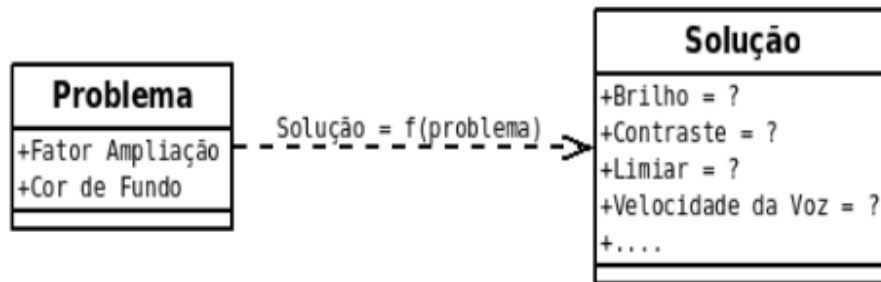 Problema
+Fator Ampliação
+Cor de Fundo
Solução = f(problema)
Solução
+Brilho = ?
+Contraste = ?
+Limiar = ?
+Velocidade da Voz = ?
+....